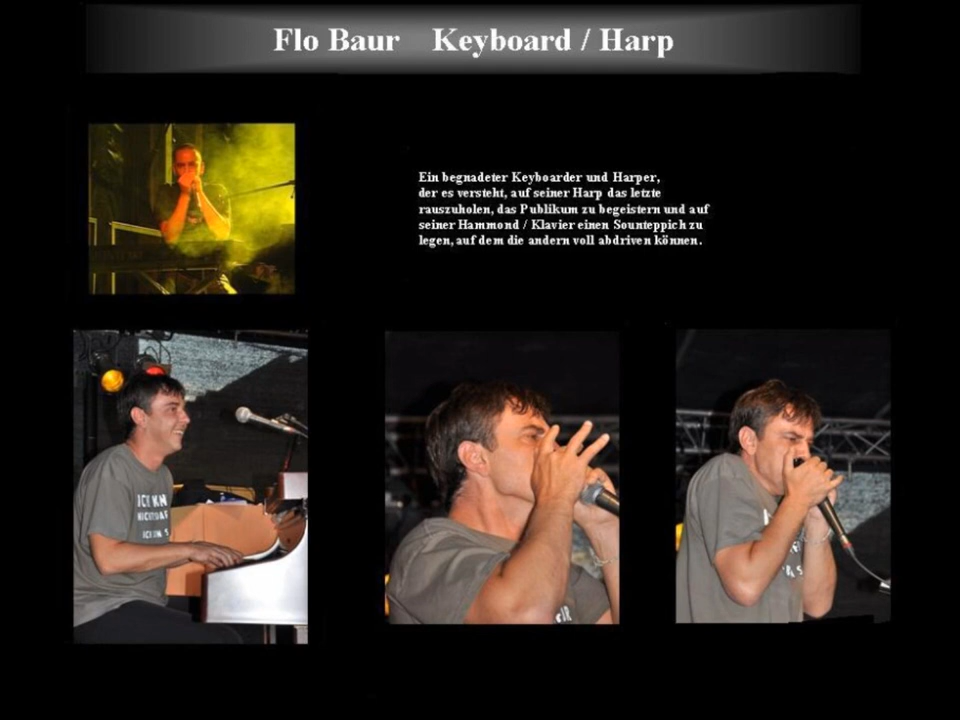 Flo Baur Keyboard / Harp
Ein begnadeter Keyboarder und Harper,
der es versteht, auf seiner Harp das letzte
rauszuholen, das Publikum zu begeistern und auf
seiner Hammond / Klavier einen Sounteppich zu
legen, auf dem die andern voll abdriven können.